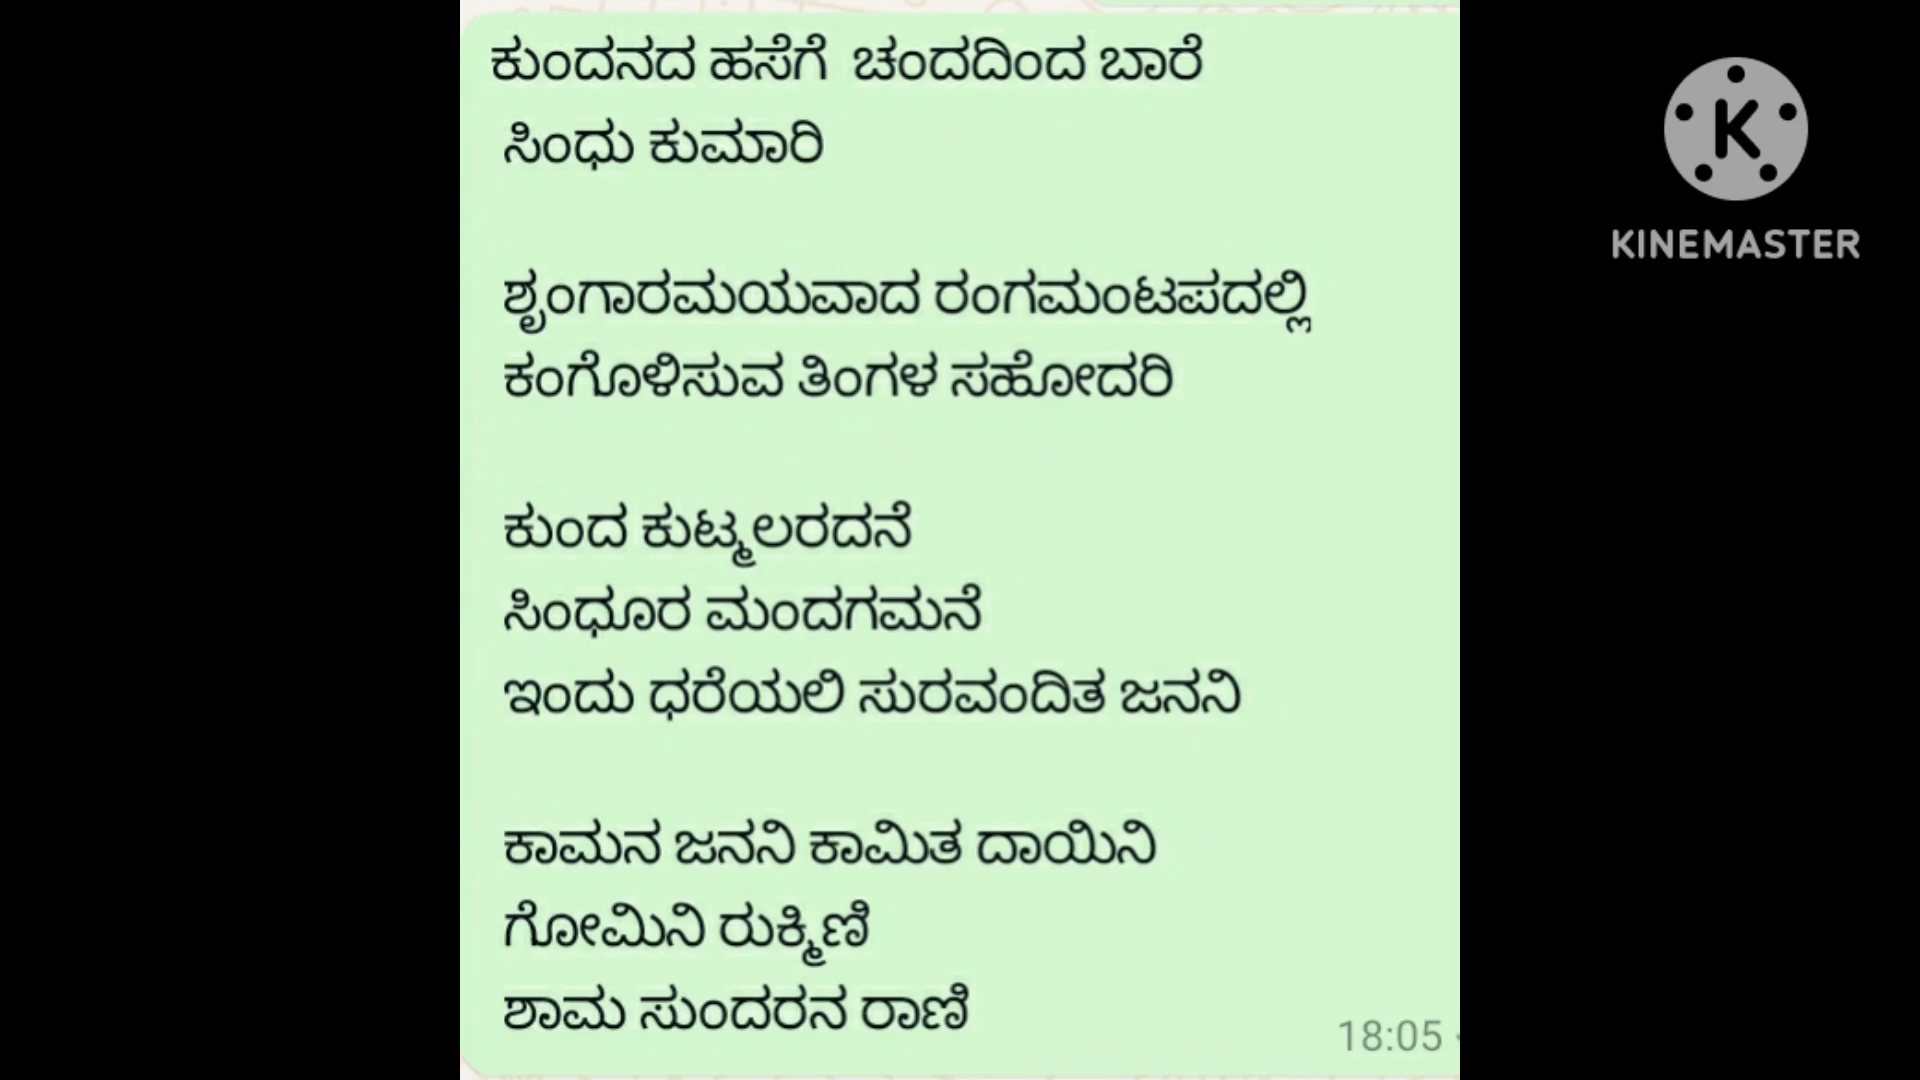 ಕುಂದನದ ಹಸೆಗೆ ಚಂದದಿಂದ ಬಾರೆ
ಸಿಂಧು ಕುಮಾರಿ
ಶೃಂಗಾರಮಯವಾದ ರಂಗಮಂಟಪದಲ್ಲಿ
ಕಂಗೊಳಿಸುವ ತಿಂಗಳ ಸಹೋದರಿ
ಕುಂದ ಕುಟ್ಮಲರದನೆ
ಸಿಂಧೂರ ಮಂದಗಮನೆ
ಇಂದು ಧರೆಯಲಿ ಸುರವಂದಿತ ಜನನಿ
ಕಾಮನ ಜನನಿ ಕಾಮಿತ ದಾಯಿನಿ
ಗೋಮಿನಿ ರುಕ್ಮಿಣಿ
ಶಾಮ ಸುಂದರನ ರಾಣಿ
18:05
K
KINEMASTER